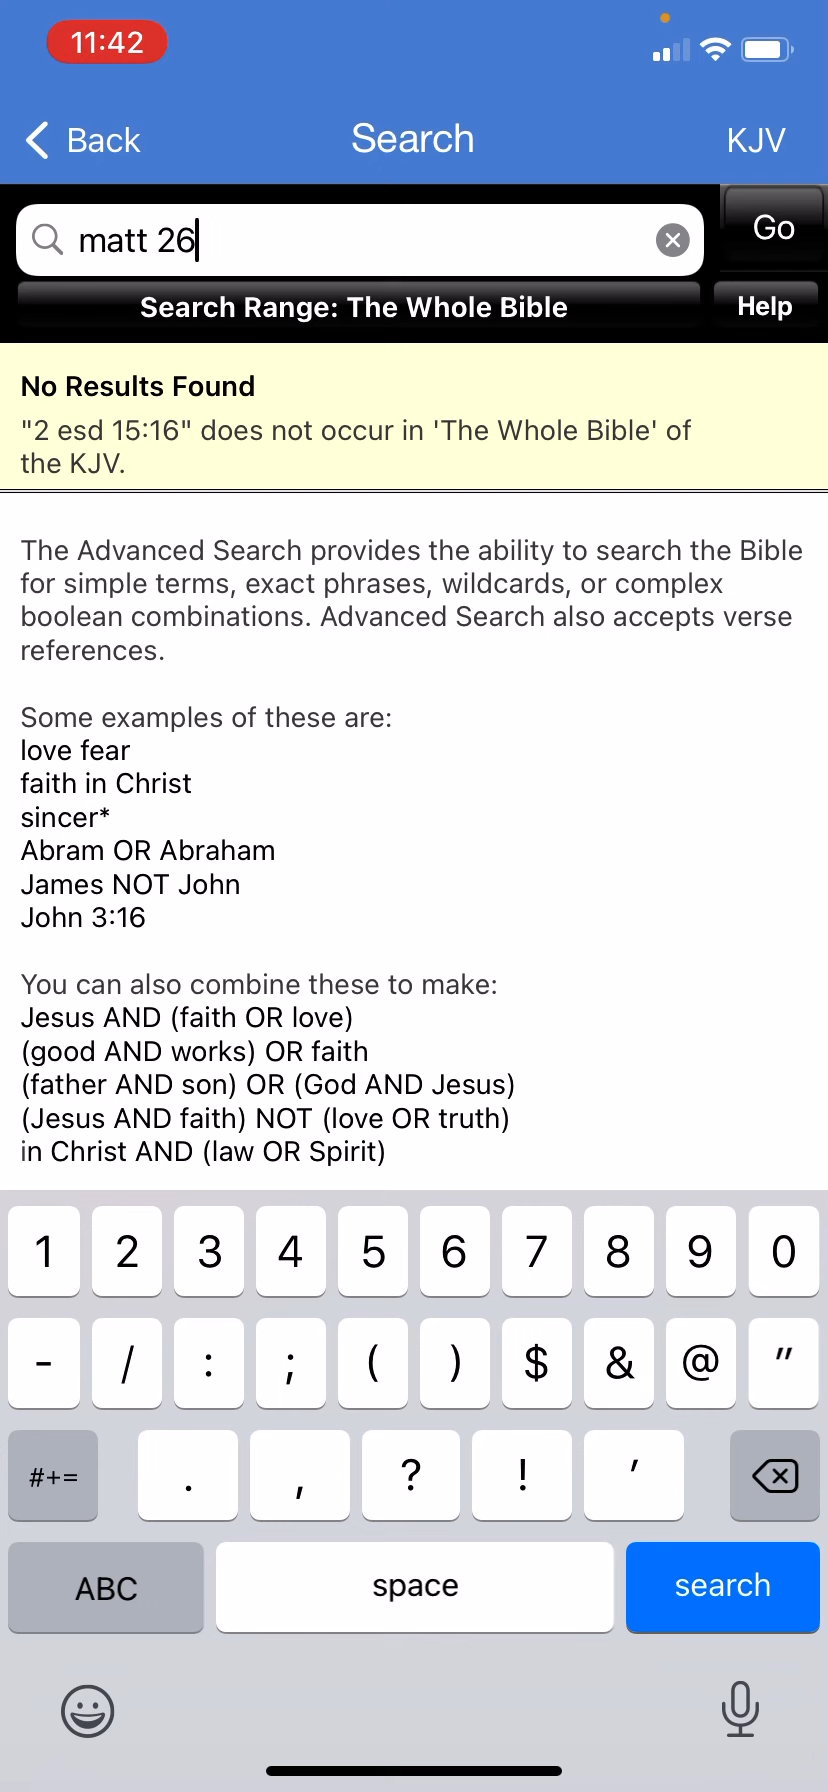 11:42
Back
Search
KJV
matt 26
Go
Search Range: The Whole Bible
Help
No Results Found
"2 esd 15:16" does not occur in 'The Whole Bible' of
the KJV.
The Advanced Search provides the ability to search the Bible
for simple terms, exact phrases, wildcards, or complex
boolean combinations. Advanced Search also accepts verse
references.
Some examples of these are:
love fear
faith in Christ
sincer*
Abram OR Abraham
James NOT John
John 3:16
You can also combine these to make:
Jesus AND (faith OR love)
(good AND works) OR faith
(father AND son) OR (God AND Jesus)
(Jesus AND faith) NOT (love OR truth)
in Christ AND (law OR Spirit)
1 2 3 4 5 6 7 8 9 0
- / : ; ( ) $ & @ "
#+= . , ? ! '
ABC space search